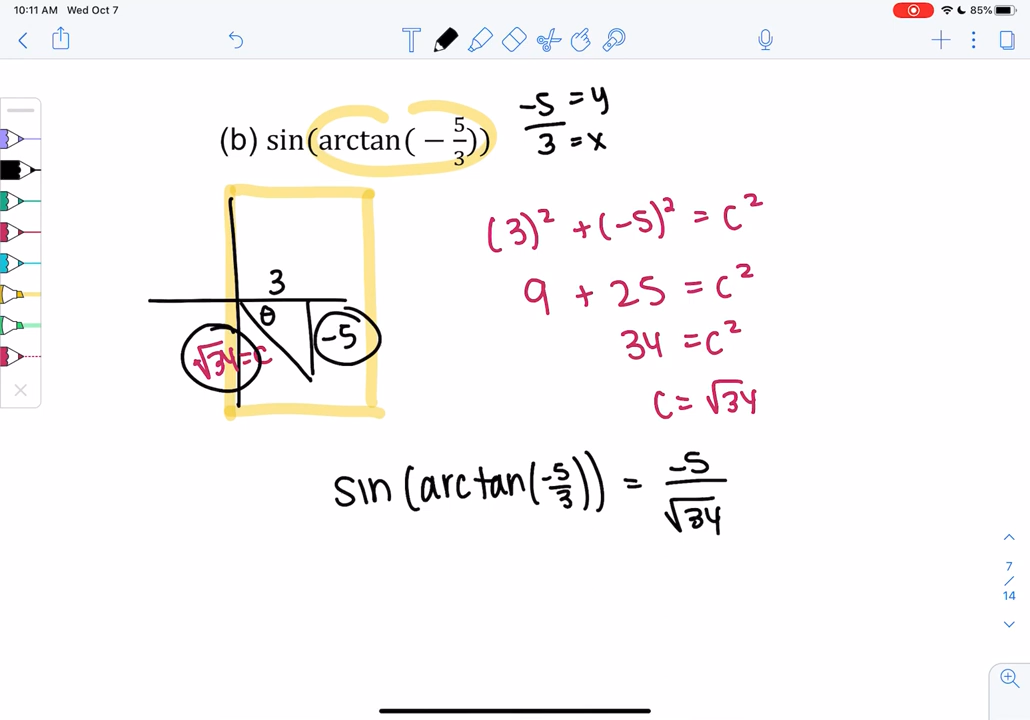 10:11 AM Wed Oct 7
85%
T
(b) sin(arctan(−5/3))
-5 = y
3 = x
(3)² + (-5)² = c²
9 + 25 = c²
34 = c²
c = √34
3
θ
-5
√34 = c
sin(arctan(-5/3)) = -5/√34
7
/
14